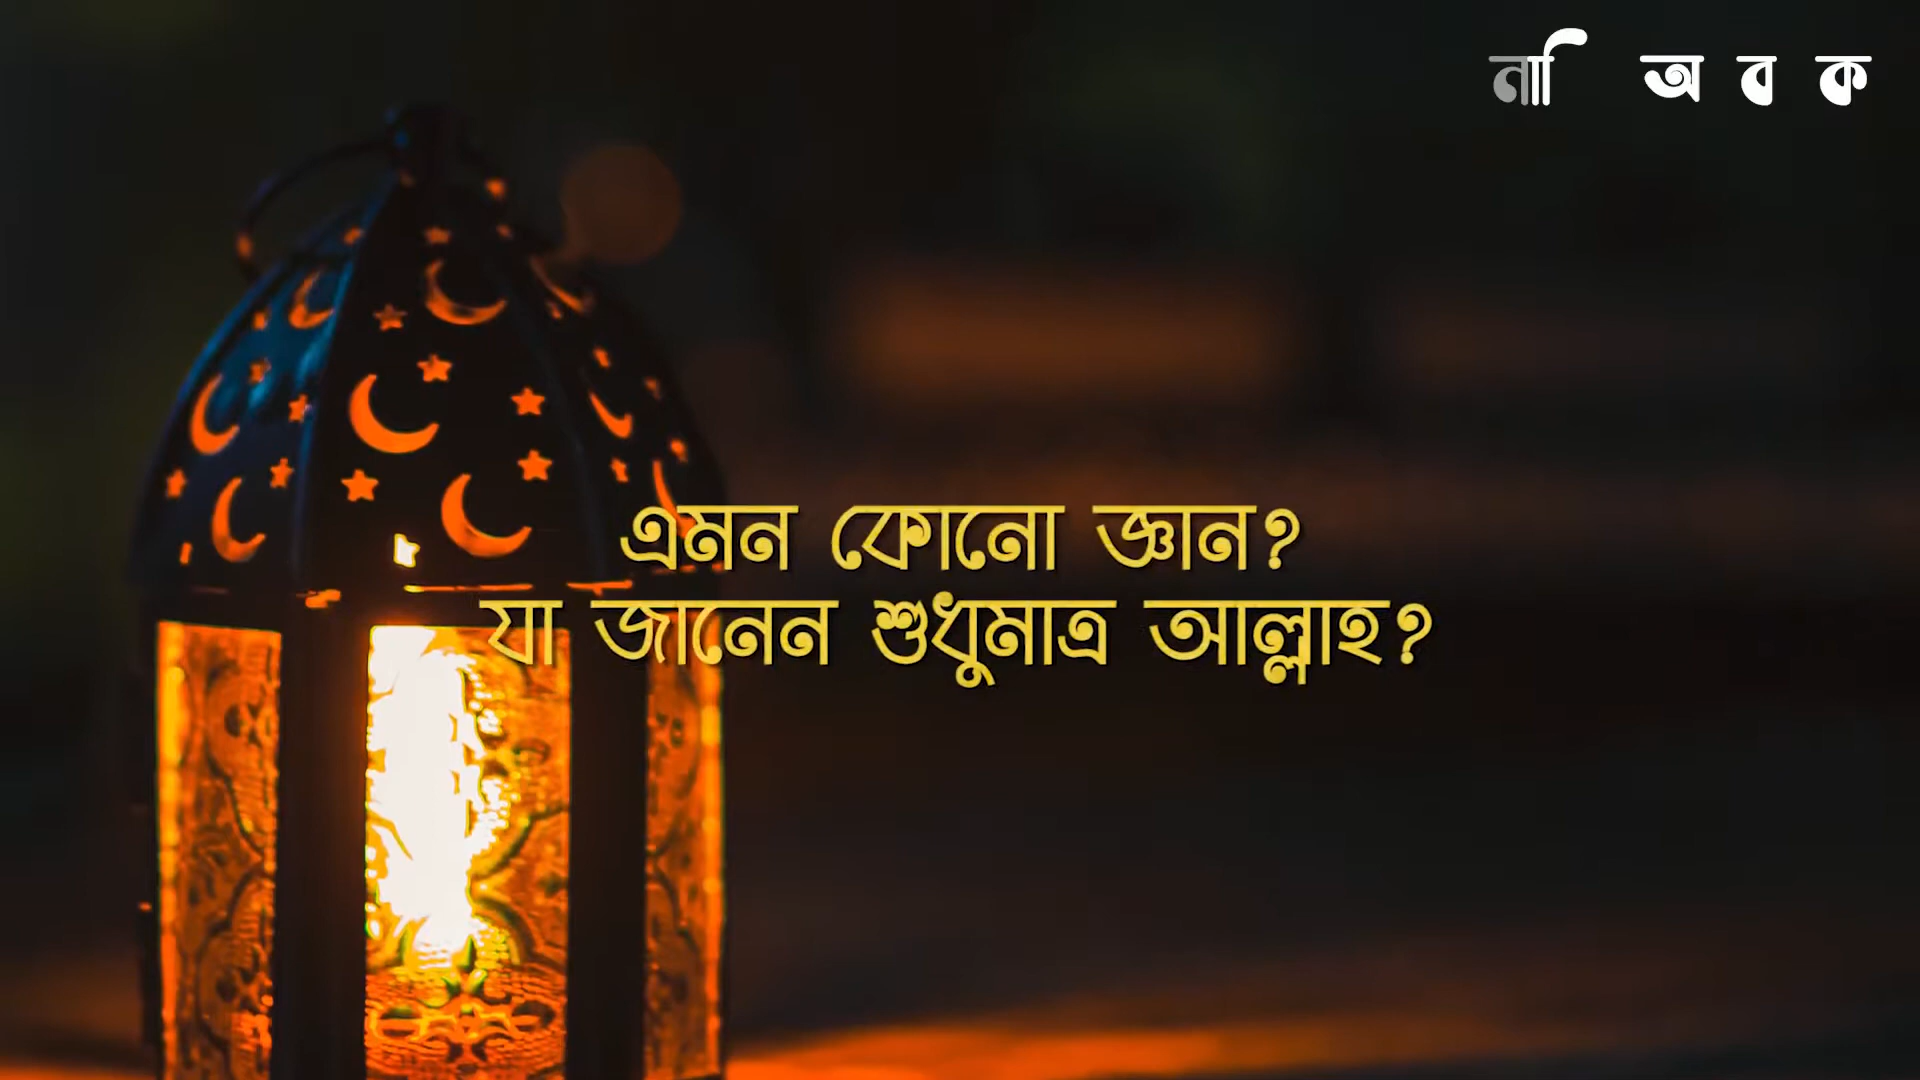 অ ব ক
এমন কোনো জ্ঞান?
যা জানেন শুধুমাত্র আল্লাহ?